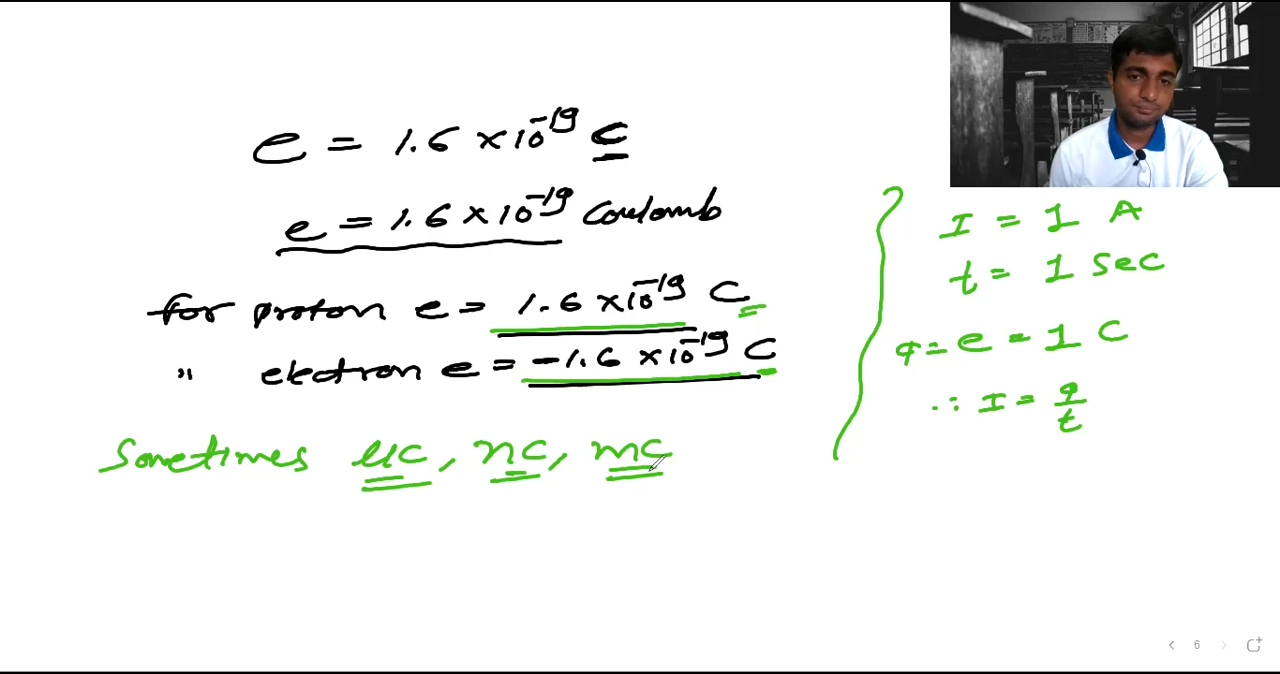 e = 1.6 ×10⁻¹⁹ C
e = 1.6 ×10⁻¹⁹ Coulomb
for proton e = 1.6 ×10⁻¹⁹ C
" electron e = -1.6 ×10⁻¹⁹ C
Sometimes μC, nC, mC
I = 1 A
t = 1 Sec
q = e = 1 C
∴ I = q/t
6